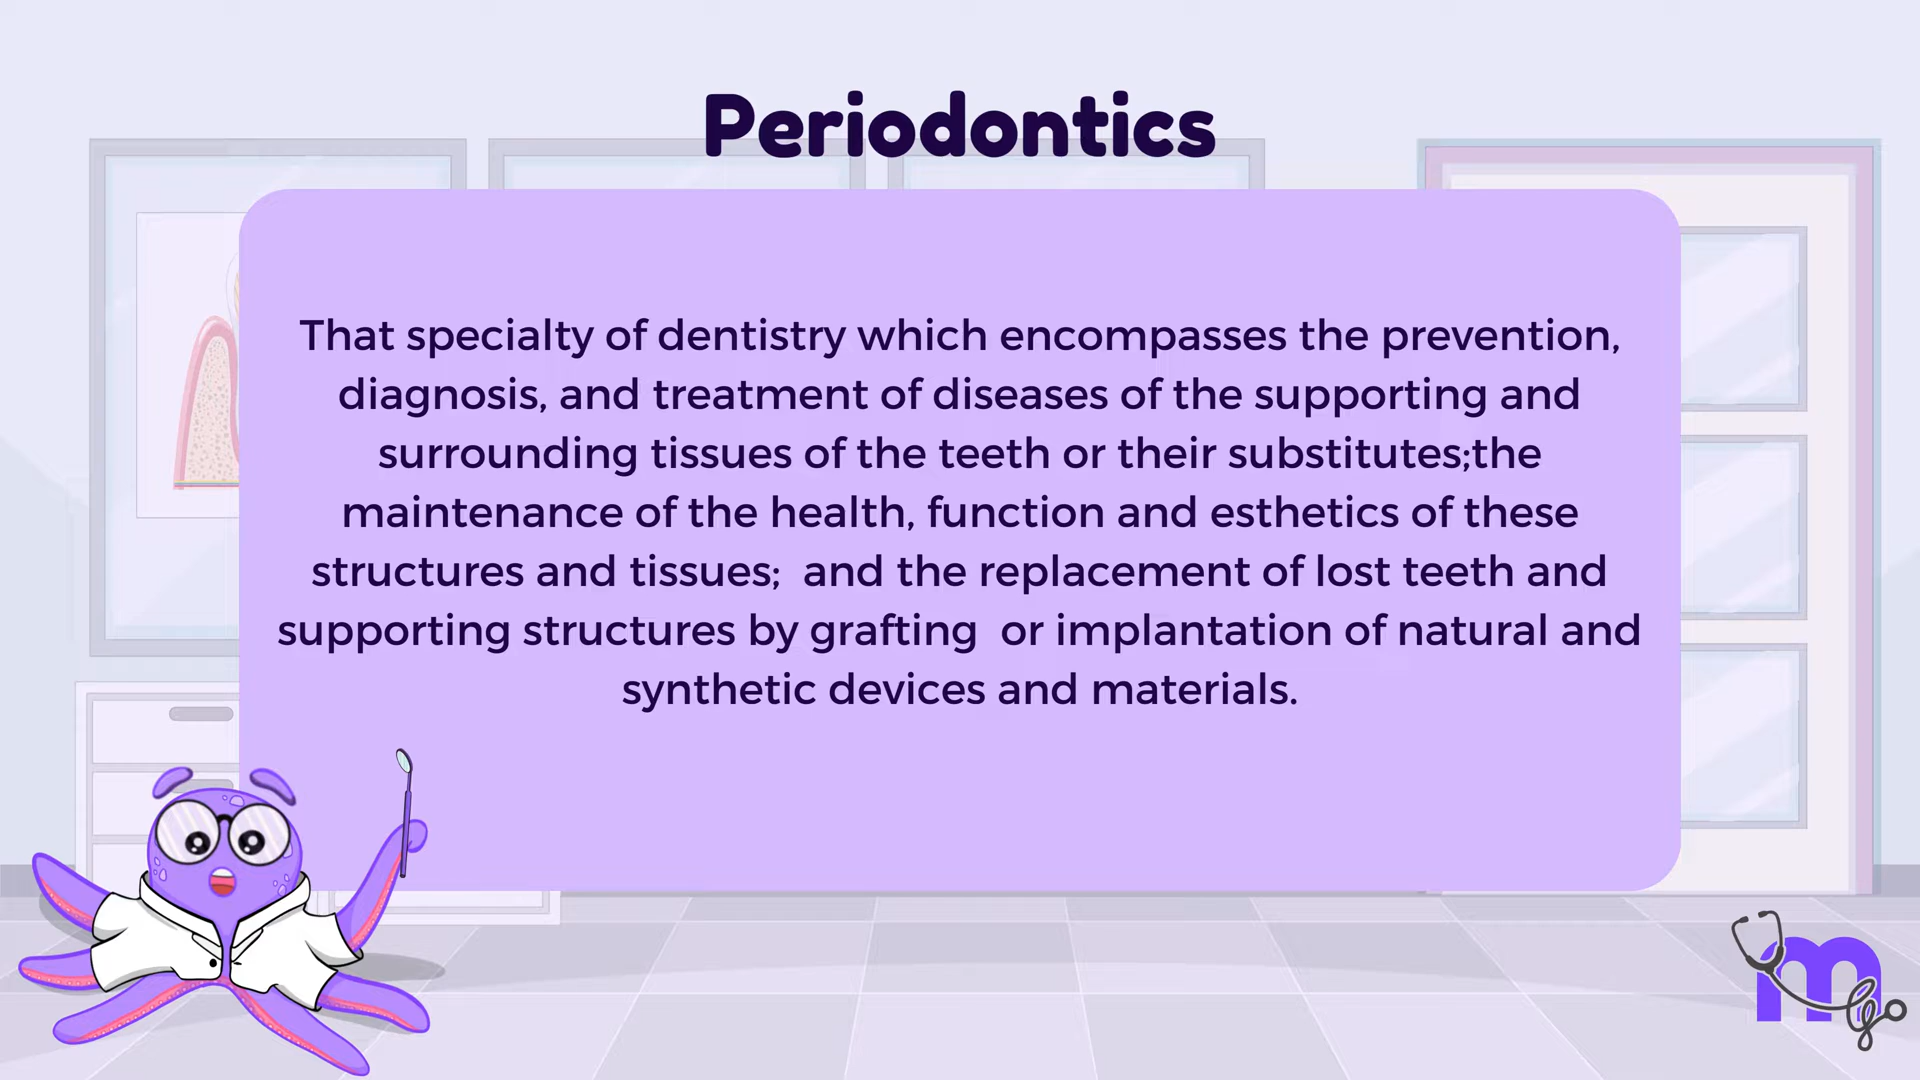 Periodontics
That specialty of dentistry which encompasses the prevention,
diagnosis, and treatment of diseases of the supporting and
surrounding tissues of the teeth or their substitutes;the
maintenance of the health, function and esthetics of these
structures and tissues;  and the replacement of lost teeth and
supporting structures by grafting  or implantation of natural and
synthetic devices and materials.
m
go